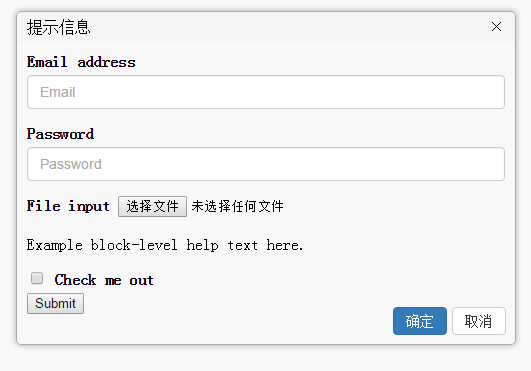 提示信息
Email address
Email
Password
Password
File input 选择文件 未选择任何文件
Example block-level help text here.
Check me out
Submit
确定 取消